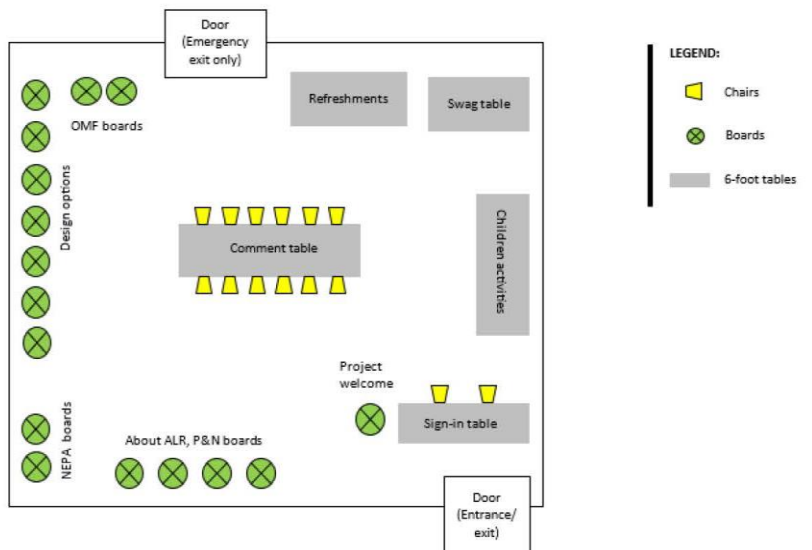 Door
(Emergency
exit only)
Refreshments
Swag table
OMF boards
Design options
Comment table
Children activities
Project
welcome
Sign-in table
NEPA boards
About ALR, P&N boards
Door
(Entrance/
exit)
LEGEND:
Chairs
Boards
6-foot tables